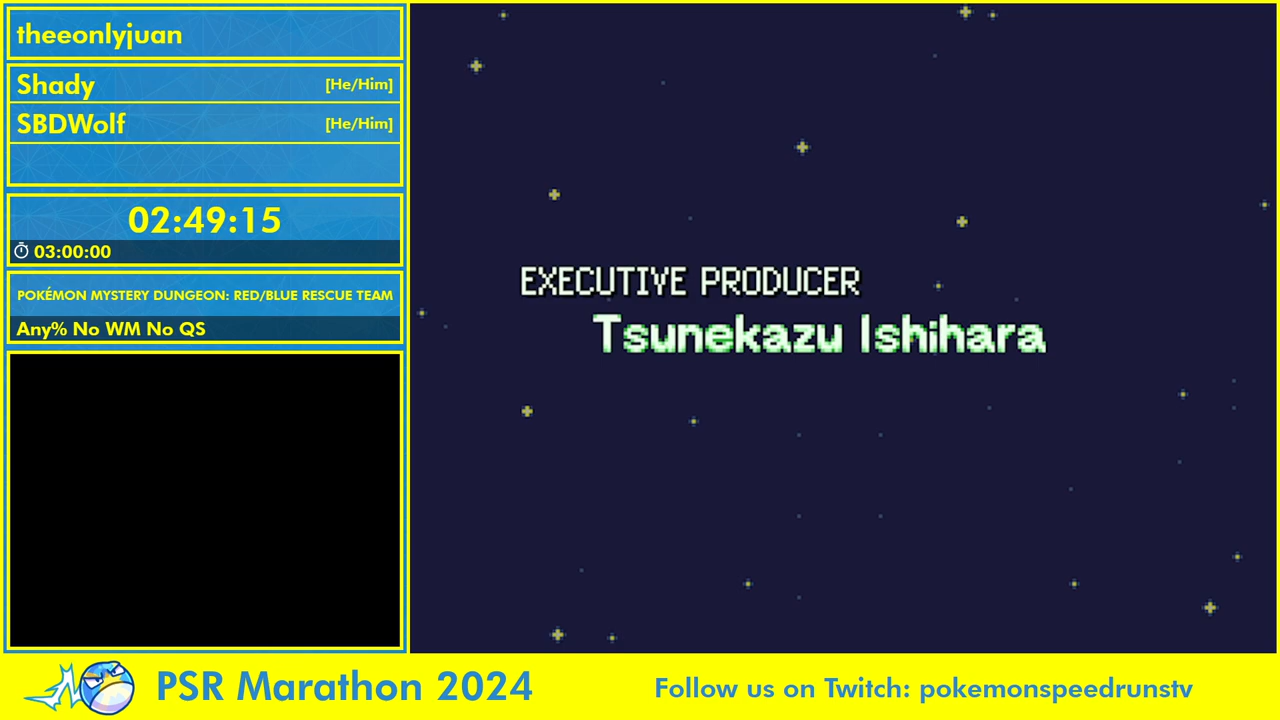 theeonlyjuan
Shady [He/Him]
SBDWolf [He/Him]
02:49:15
03:00:00
POKÉMON MYSTERY DUNGEON: RED/BLUE RESCUE TEAM
Any% No WM No QS
EXECUTIVE PRODUCER
Tsunekazu Ishihara
PSR Marathon 2024
Follow us on Twitch: pokemonspeedrunstv